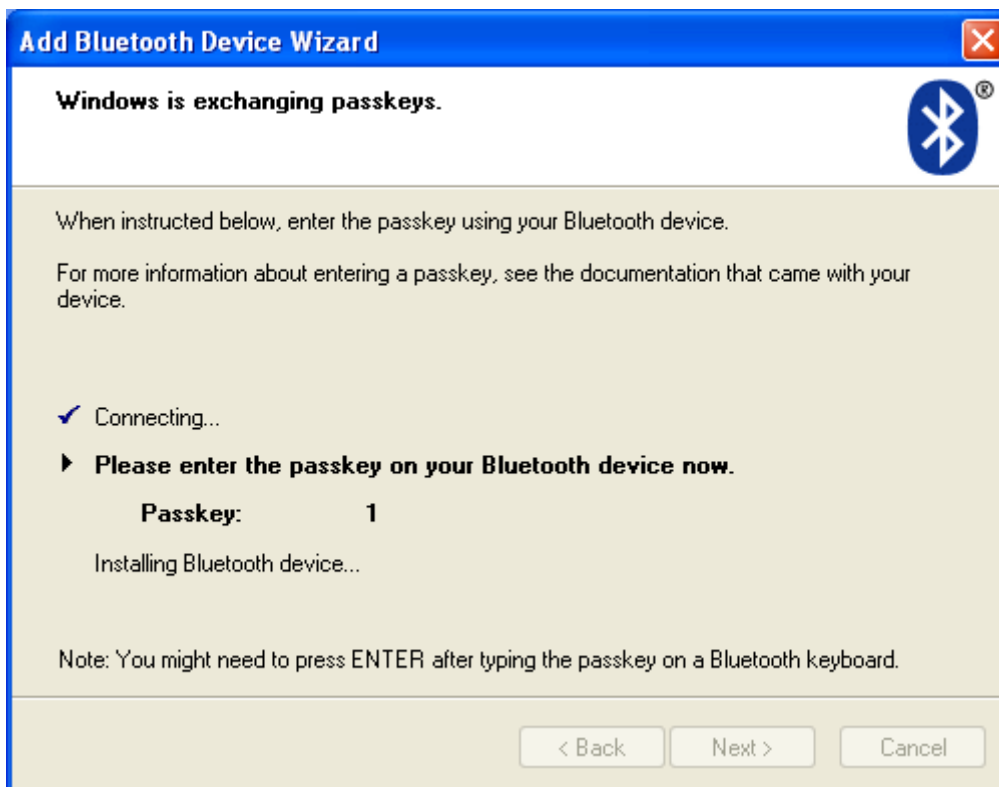 Add Bluetooth Device Wizard
Windows is exchanging passkeys.
®
When instructed below, enter the passkey using your Bluetooth device.
For more information about entering a passkey, see the documentation that came with your
device.
Connecting...
Please enter the passkey on your Bluetooth device now.
Passkey: 1
Installing Bluetooth device...
Note: You might need to press ENTER after typing the passkey on a Bluetooth keyboard.
< Back Next > Cancel